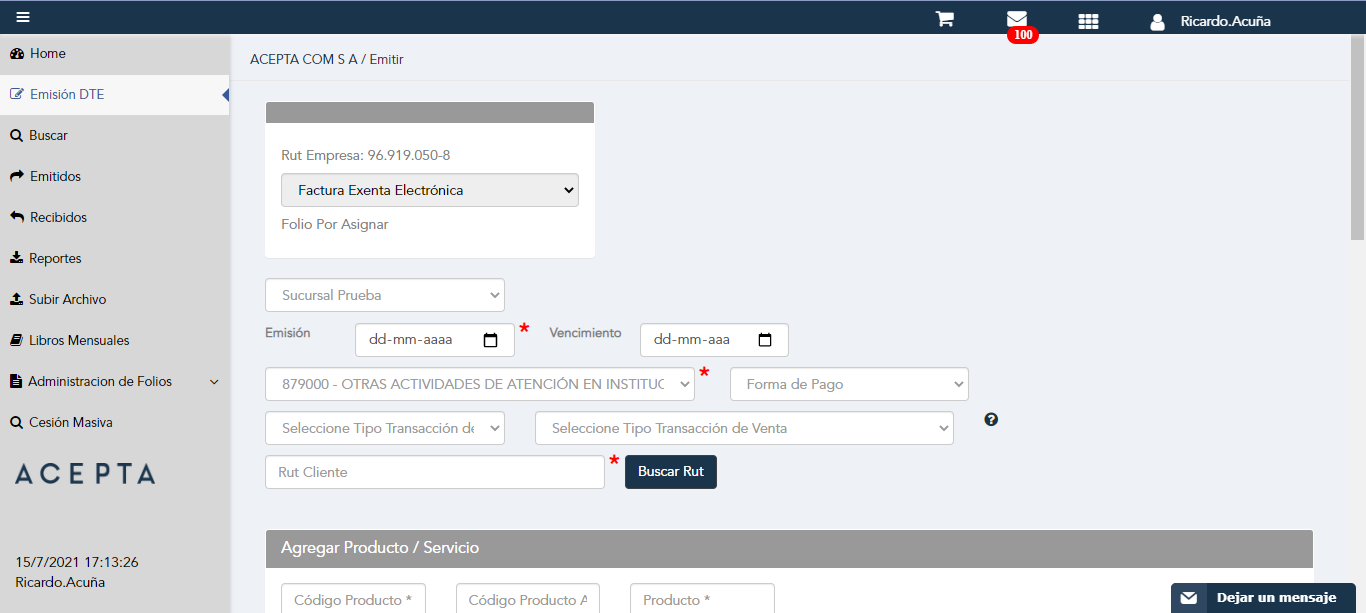 100
Ricardo.Acuña
Home
Emisión DTE
Buscar
Emitidos
Recibidos
Reportes
Subir Archivo
Libros Mensuales
Administracion de Folios
Cesión Masiva
ACEPTA
15/7/2021 17:13:26
Ricardo.Acuña
ACEPTA COM S A / Emitir
Rut Empresa: 96.919.050-8
Factura Exenta Electrónica
Folio Por Asignar
Sucursal Prueba
Emisión dd-mm-aaaa * Vencimiento dd-mm-aaa
879000 - OTRAS ACTIVIDADES DE ATENCIÓN EN INSTITUC * Forma de Pago
Seleccione Tipo Transacción de Seleccione Tipo Transacción de Venta ?
Rut Cliente * Buscar Rut
Agregar Producto / Servicio
Código Producto * Código Producto A Producto *
Dejar un mensaje